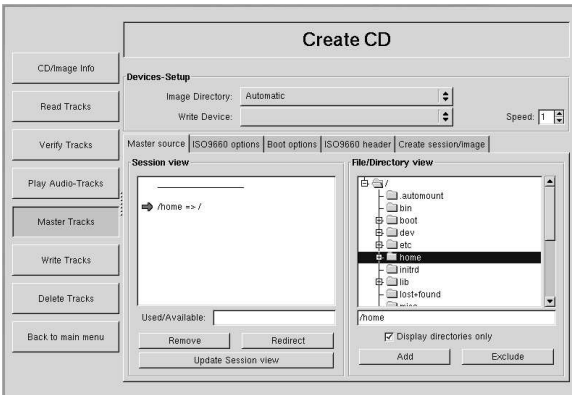 Create CD
CD/Image Info
Read Tracks
Verify Tracks
Play Audio-Tracks
Master Tracks
Write Tracks
Delete Tracks
Back to main menu
Devices-Setup
Image Directory: Automatic
Write Device:
Speed: 1
Master source ISO9660 options Boot options ISO9660 header Create session/image
Session view
/home => /
Used/Available:
Remove Redirect
Update Session view
File/Directory view
/
.automount
bin
boot
dev
etc
home
initrd
lib
lost+found
/home
Display directories only
Add Exclude